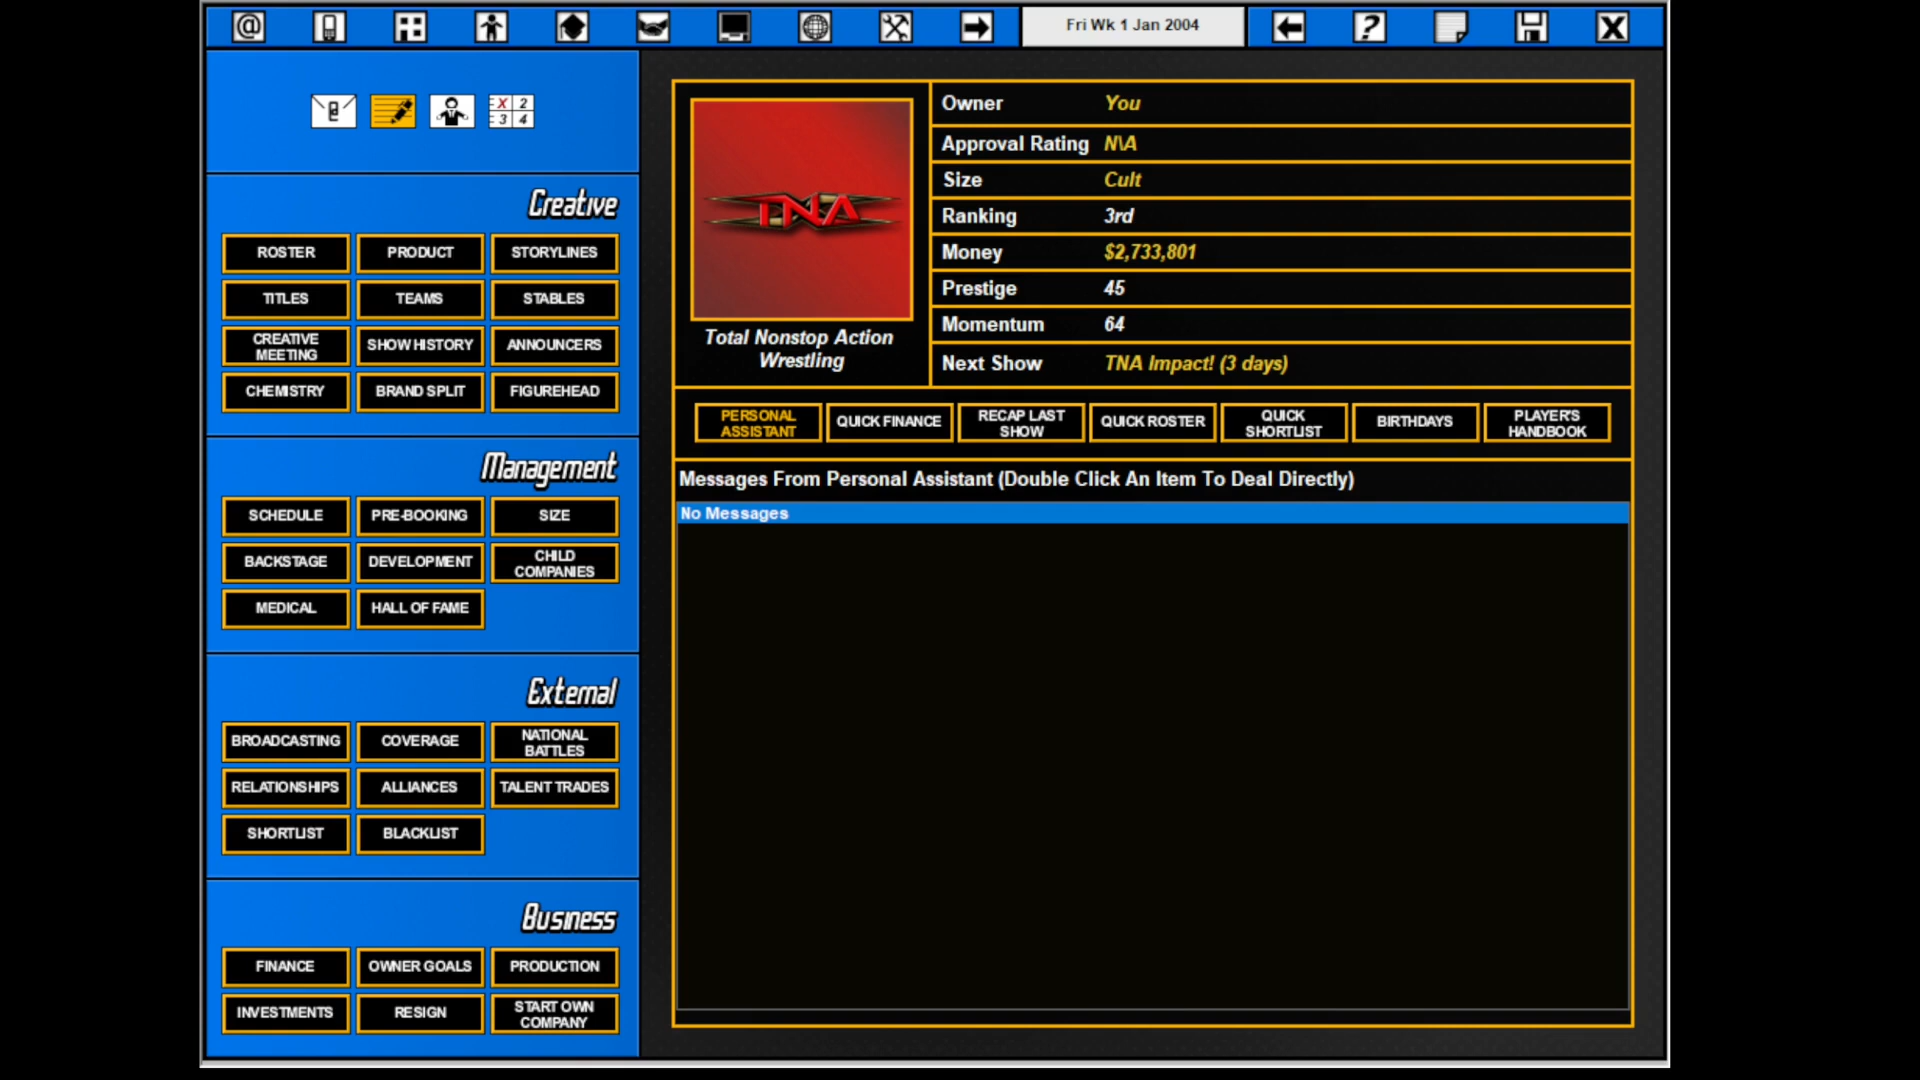 Fri Wk 1 Jan 2004
X 2
3 4
Creative
ROSTER PRODUCT STORYLINES
TITLES TEAMS STABLES
CREATIVE MEETING SHOW HISTORY ANNOUNCERS
CHEMISTRY BRAND SPLIT FIGUREHEAD
Management
SCHEDULE PRE-BOOKING SIZE
BACKSTAGE DEVELOPMENT CHILD COMPANIES
MEDICAL HALL OF FAME
External
BROADCASTING COVERAGE NATIONAL BATTLES
RELATIONSHIPS ALLIANCES TALENT TRADES
SHORTLIST BLACKLIST
Business
FINANCE OWNER GOALS PRODUCTION
INVESTMENTS RESIGN START OWN COMPANY
TNA
Total Nonstop Action
Wrestling
Owner You
Approval Rating N\A
Size Cult
Ranking 3rd
Money $2,733,801
Prestige 45
Momentum 64
Next Show TNA Impact! (3 days)
PERSONAL ASSISTANT QUICK FINANCE RECAP LAST SHOW QUICK ROSTER QUICK SHORTLIST BIRTHDAYS PLAYER'S HANDBOOK
Messages From Personal Assistant (Double Click An Item To Deal Directly)
No Messages